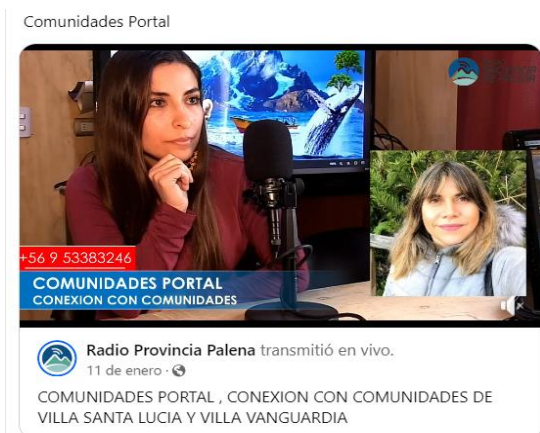 Comunidades Portal
+56 9 53383246
COMUNIDADES PORTAL
CONEXION CON COMUNIDADES
Radio Provincia Palena transmitió en vivo.
11 de enero ·
COMUNIDADES PORTAL , CONEXION CON COMUNIDADES DE
VILLA SANTA LUCIA Y VILLA VANGUARDIA